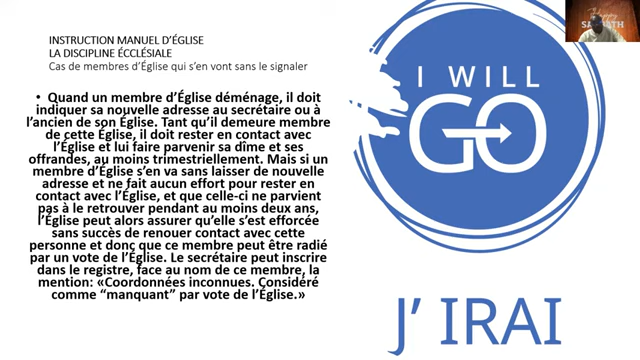 INSTRUCTION MANUEL D'ÉGLISE
LA DISCIPLINE ÈCCLÉSIALE
Cas de membres d'Église qui s'en vont sans le signaler
• Quand un membre d'Église déménage, il doit
indiquer sa nouvelle adresse au secrétaire ou à
l'ancien de son Église. Tant qu'il demeure membre
de cette Église, il doit rester en contact avec
l'Église et lui faire parvenir sa dîme et ses
offrandes, au moins trimestriellement. Mais si un
membre d'Église s'en va sans laisser de nouvelle
adresse et ne fait aucun effort pour rester en
contact avec l'Église, et que celle-ci ne parvient
pas à le retrouver pendant au moins deux ans,
l'Église peut alors assurer qu'elle s'est efforcée
sans succès de renouer contact avec cette
personne et donc que ce membre peut être radié
par un vote de l'Église. Le secrétaire peut inscrire
dans le registre, face au nom de ce membre, la
mention: «Coordonnées inconnues. Considéré
comme “manquant” par vote de l'Église.»
I WILL
GO
J' IRAI
Happy
SABBATH